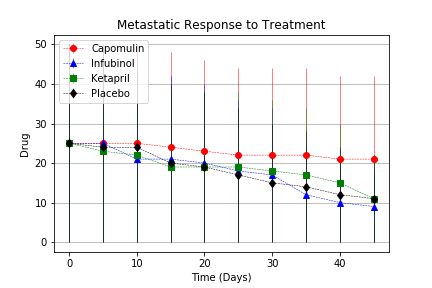 Metastatic Response to Treatment
Capomulin
Infubinol
Ketapril
Placebo
50
40
30
20
10
0
Drug
0 10 20 30 40
Time (Days)